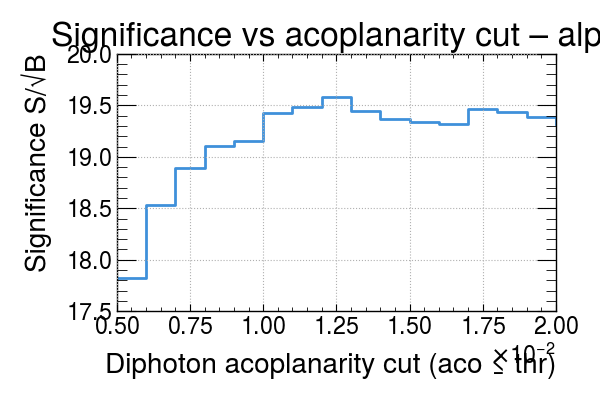 Significance vs acoplanarity cut – alp
Significance S/√B
20.0
19.5
19.0
18.5
18.0
17.5
0.50 0.75 1.00 1.25 1.50 1.75 2.00
×10⁻²
Diphoton acoplanarity cut (aco ≤ thr)